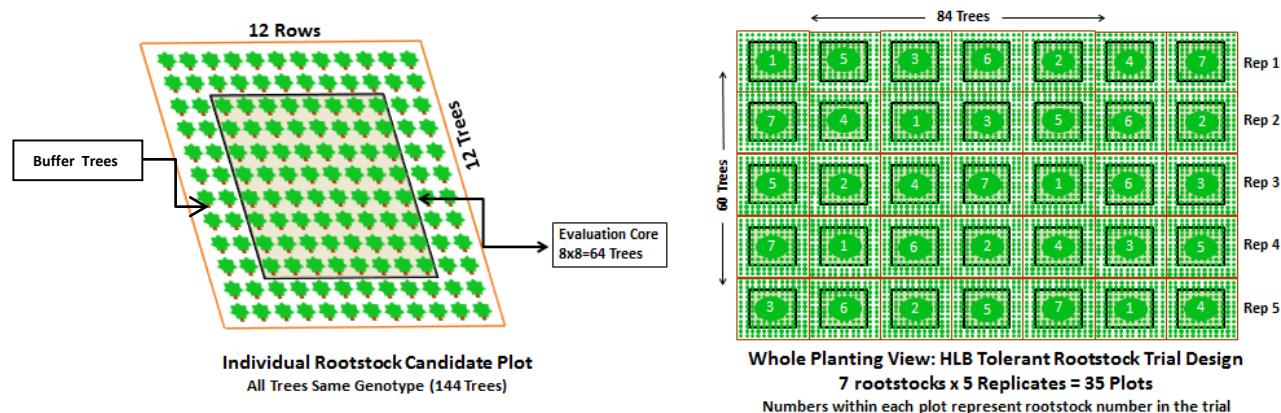 12 Rows
12 Trees
Buffer Trees
Evaluation Core
8x8=64 Trees
Individual Rootstock Candidate Plot
All Trees Same Genotype (144 Trees)
84 Trees
60 Trees
1 5 3 6 2 4 7 Rep 1
7 4 1 3 5 6 2 Rep 2
5 2 4 7 1 6 3 Rep 3
7 1 6 2 4 3 5 Rep 4
3 6 2 5 7 1 4 Rep 5
Whole Planting View: HLB Tolerant Rootstock Trial Design
7 rootstocks x 5 Replicates = 35 Plots
Numbers within each plot represent rootstock number in the trial